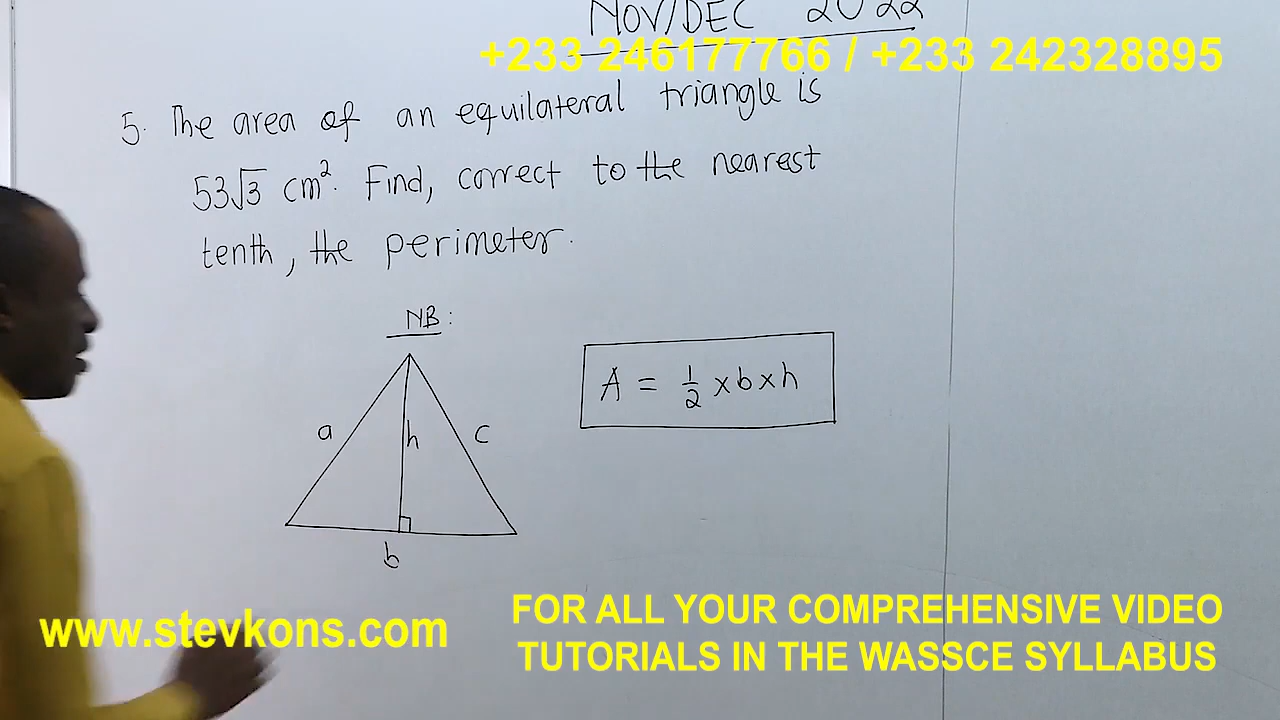 NOV/DEC 2022
+233 246177766 / +233 242328895
5. The area of an equilateral triangle is
53√3 cm². Find, correct to the nearest
tenth, the perimeter.
NB:
a
h
c
b
A = 1/2 x b x h
www.stevkons.com
FOR ALL YOUR COMPREHENSIVE VIDEO
TUTORIALS IN THE WASSCE SYLLABUS